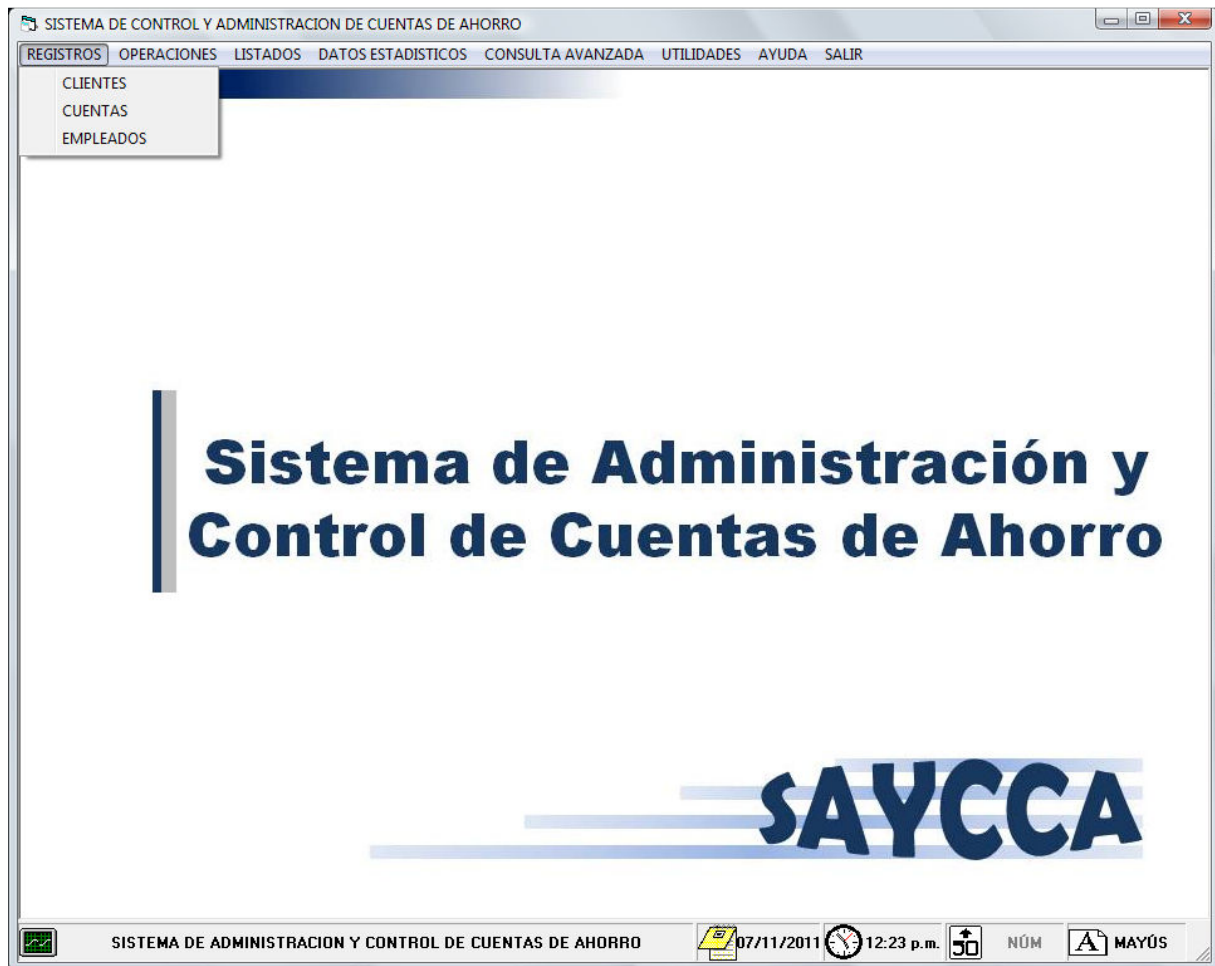 SISTEMA DE CONTROL Y ADMINISTRACION DE CUENTAS DE AHORRO
REGISTROS OPERACIONES LISTADOS DATOS ESTADISTICOS CONSULTA AVANZADA UTILIDADES AYUDA SALIR
CLIENTES
CUENTAS
EMPLEADOS
Sistema de Administración y
Control de Cuentas de Ahorro
SAYCCA
SISTEMA DE ADMINISTRACION Y CONTROL DE CUENTAS DE AHORRO 07/11/2011 12:23 p.m. NÚM A MAYÚS